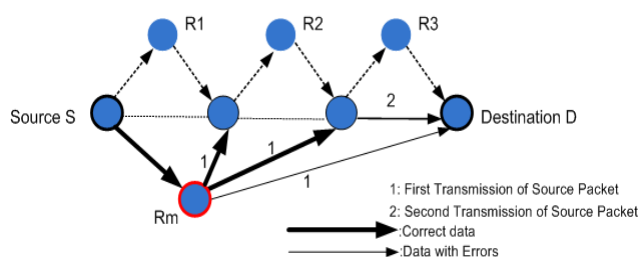 R1
R2
R3
Source S
2
Destination D
1
1
1
Rm
1: First Transmission of Source Packet
2: Second Transmission of Source Packet
:Correct data
:Data with Errors